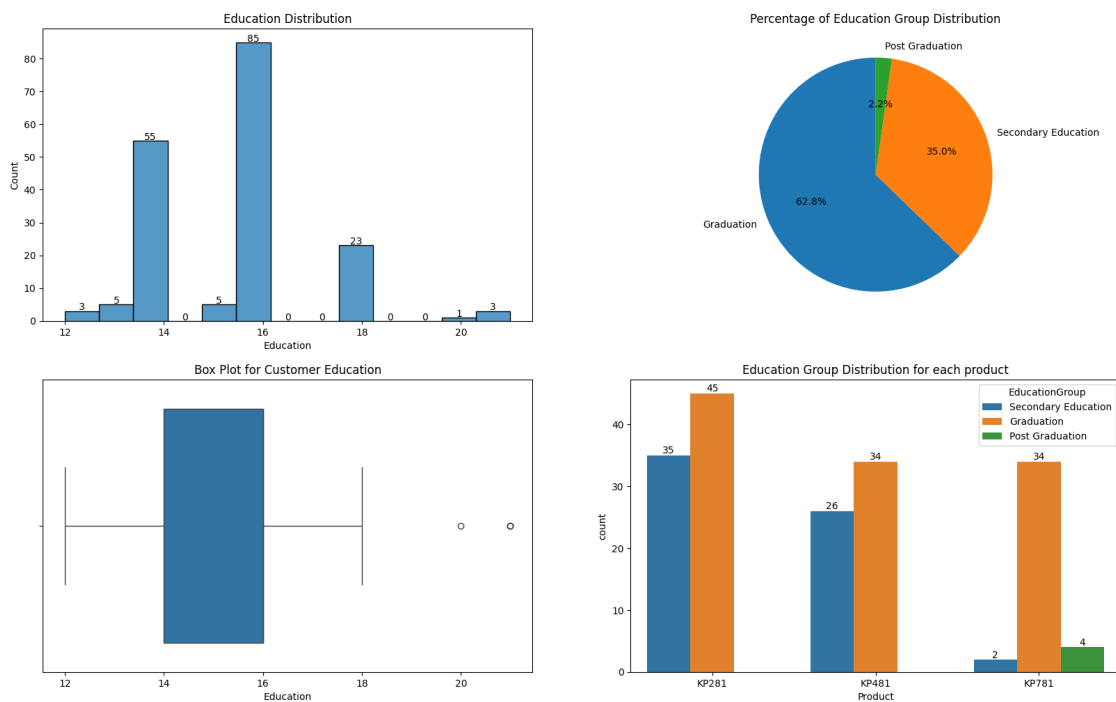 Education Distribution
85
80
70
60
55
50
Count
40
30
23
20
10
3
5
0
5
0
0
0
0
1
3
0
12
14
16
18
20
Education
Percentage of Education Group Distribution
Post Graduation
2.2%
Secondary Education
35.0%
62.8%
Graduation
Box Plot for Customer Education
12
14
16
18
20
Education
Education Group Distribution for each product
EducationGroup
Secondary Education
Graduation
Post Graduation
45
40
35
34
34
30
26
count
20
10
2
4
0
KP281
KP481
KP781
Product